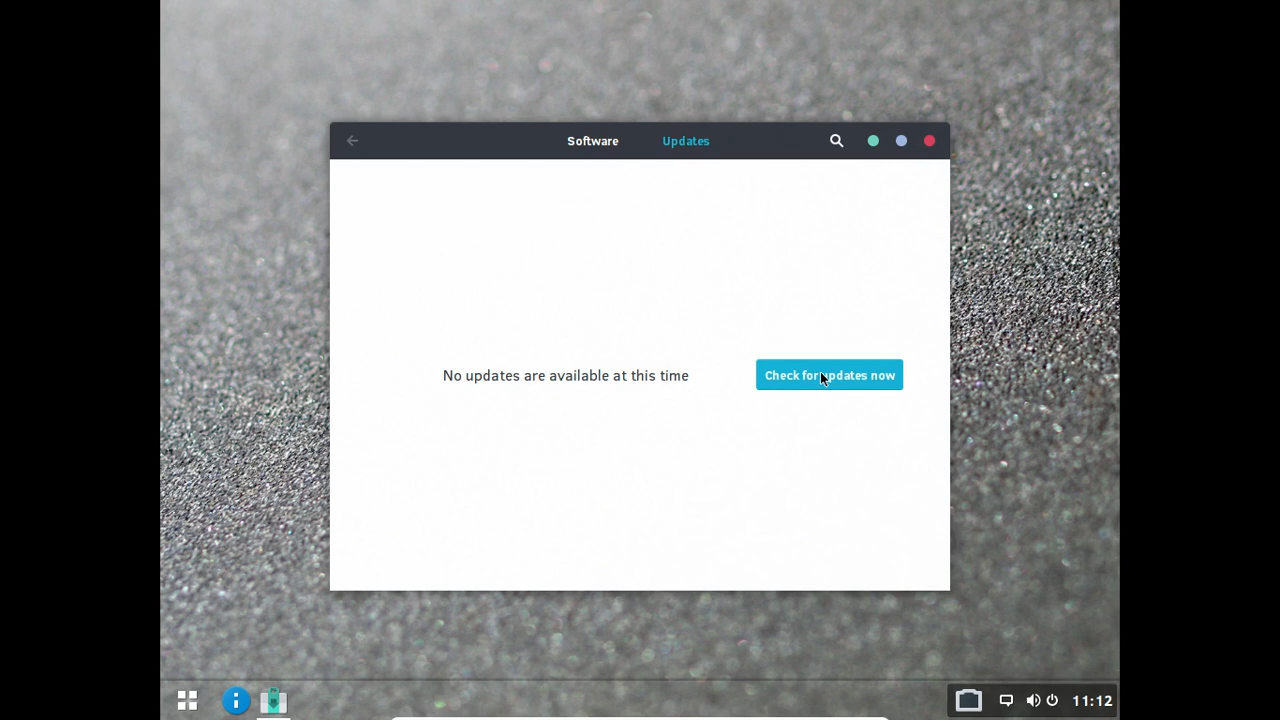 Software Updates
No updates are available at this time
Check for updates now
11:12